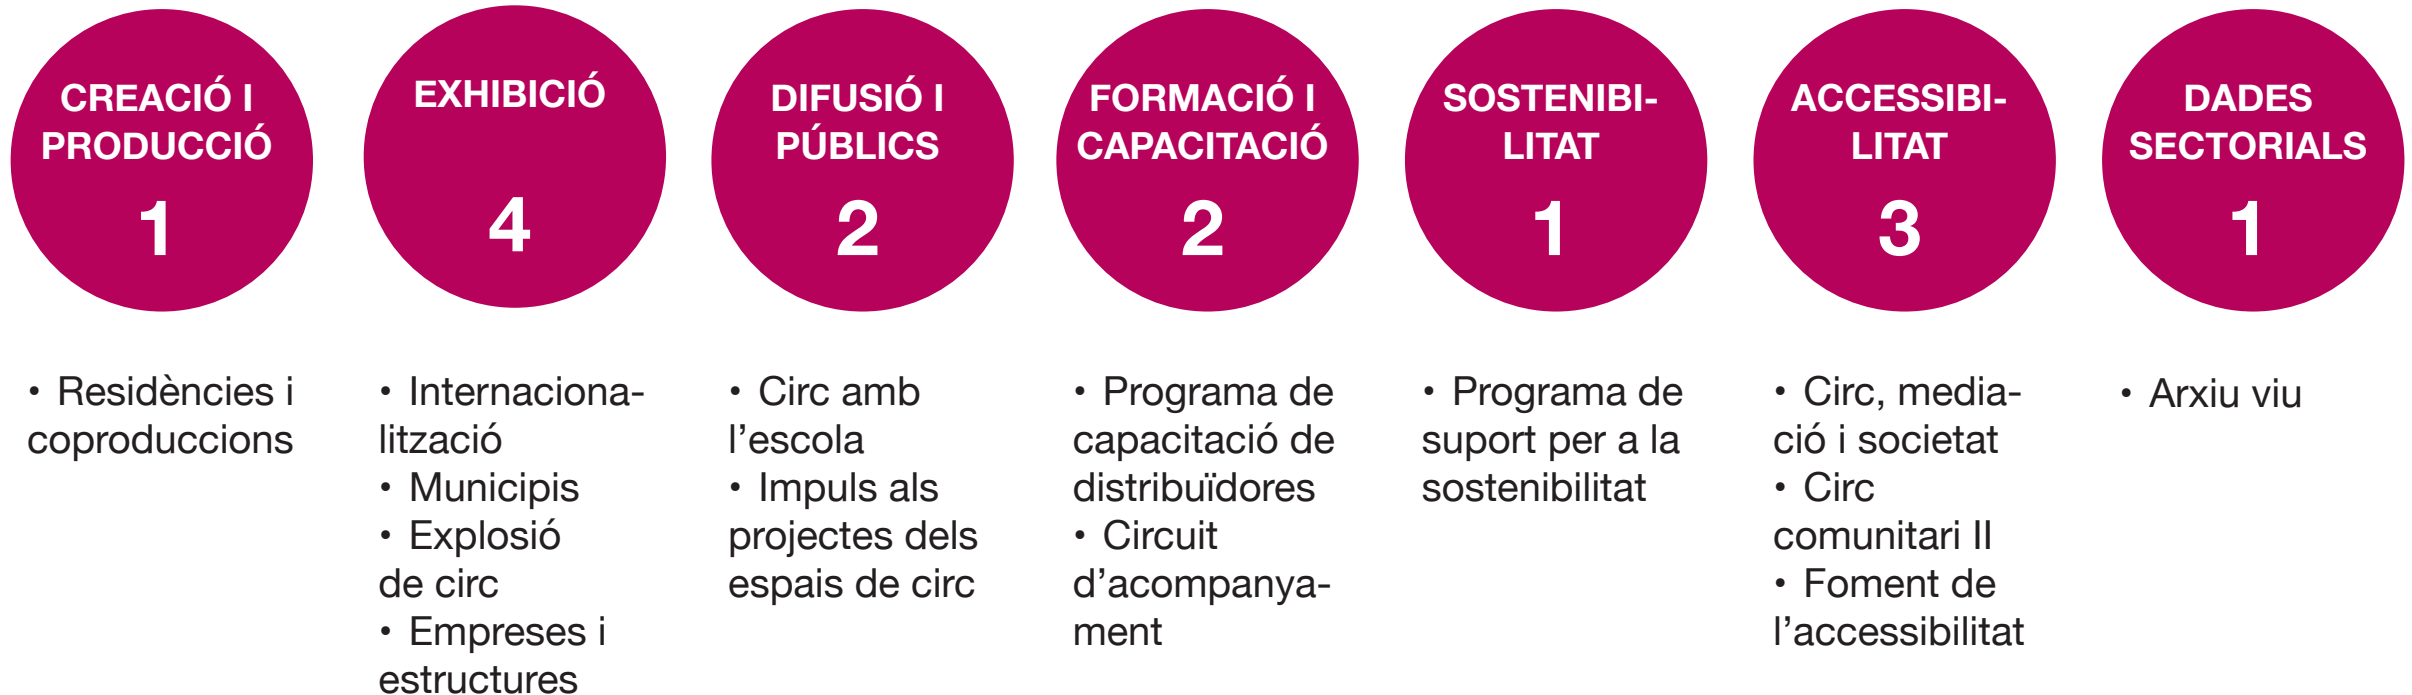 CREACIÓ I
PRODUCCIÓ
1
• Residències i
coproduccions
EXHIBICIÓ
4
• Internaciona-
lització
• Municipis
• Explosió
de circ
• Empreses i
estructures
DIFUSIÓ I
PÚBLICS
2
• Circ amb
l’escola
• Impuls als
projectes dels
espais de circ
FORMACIÓ I
CAPACITACIÓ
2
• Programa de
capacitació de
distribuïdores
• Circuit
d’acompanya-
ment
SOSTENIBI-
LITAT
1
• Programa de
suport per a la
sostenibilitat
ACCESSIBI-
LITAT
3
• Circ, media-
ció i societat
• Circ
comunitari II
• Foment de
l’accessibilitat
DADES
SECTORIALS
1
• Arxiu viu